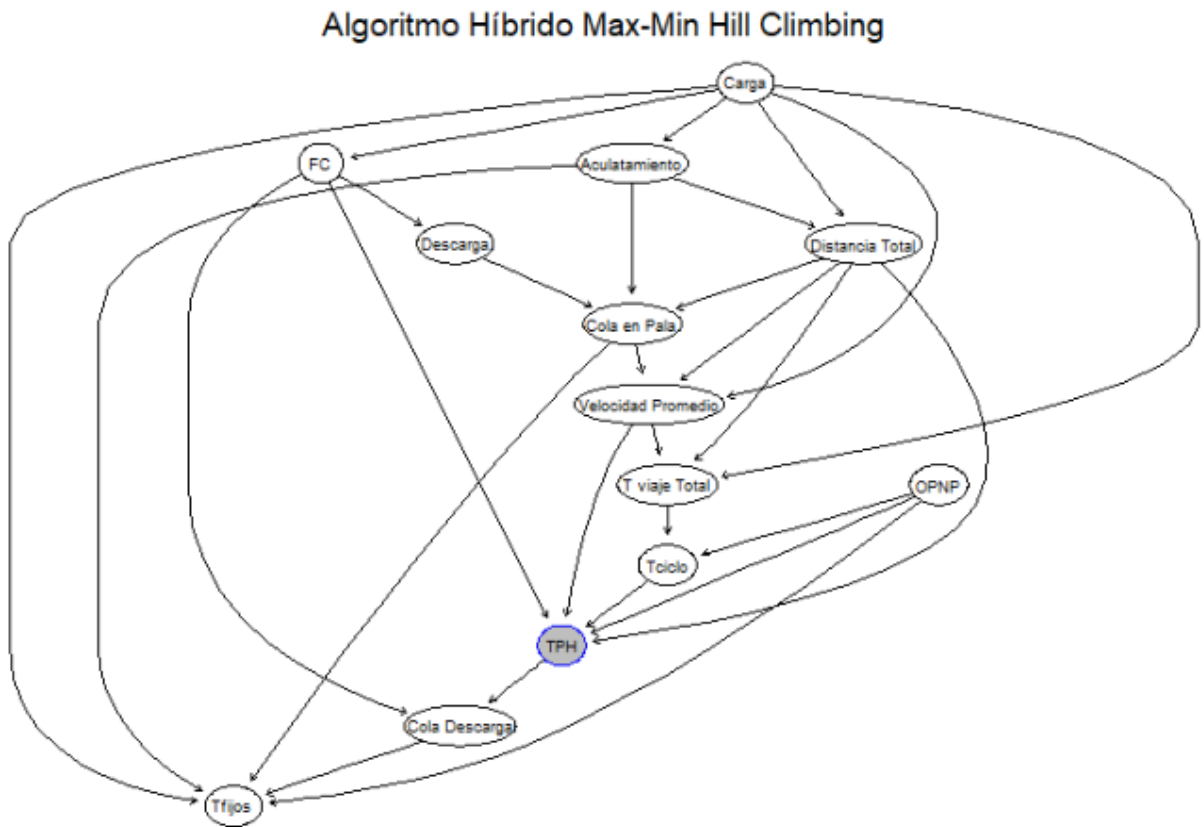 Algoritmo Híbrido Max-Min Hill Climbing
Carga
FC
Aculatamiento
Descarga
Distancia Total
Cola en Pala
Velocidad Promedio
T viaje Total
OPNP
Tciclo
TPH
Cola Descarga
Tfijos